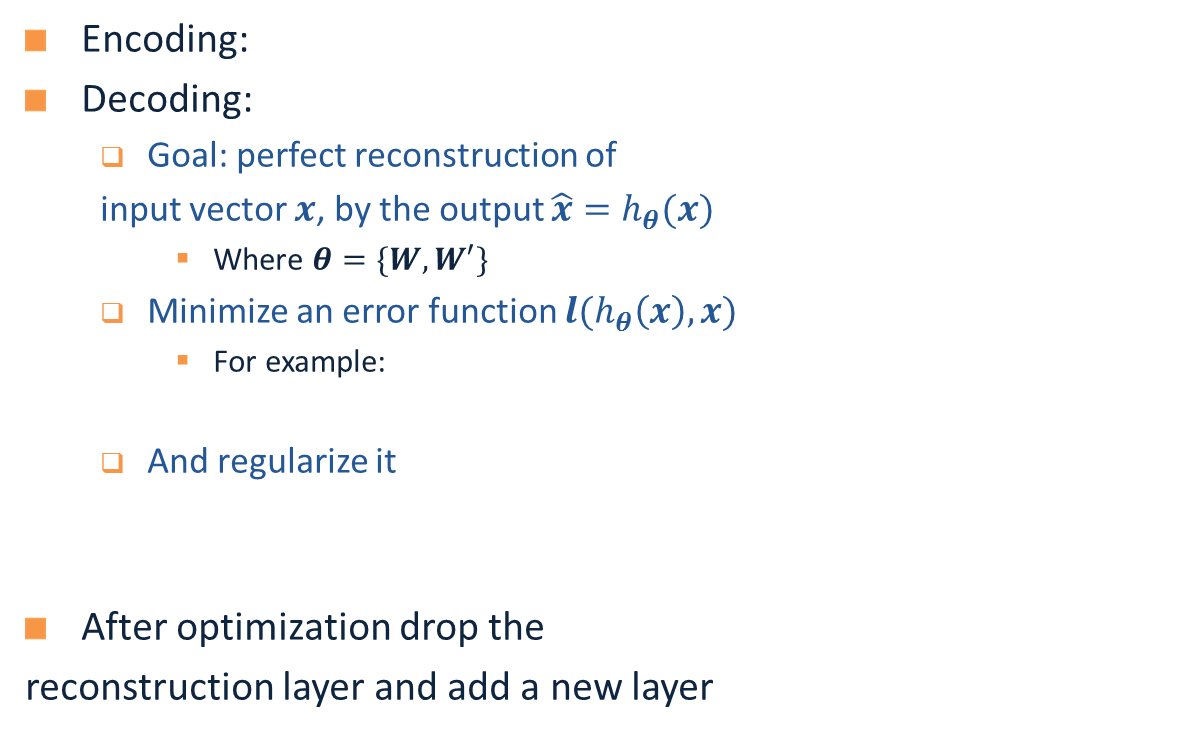 Encoding:
Decoding:
Goal: perfect reconstruction of
input vector 𝒙, by the output 𝒙̂ = ℎ𝜽(𝒙)
Where 𝜽 = {𝑾, 𝑾′}
Minimize an error function 𝒍(ℎ𝜽(𝒙), 𝒙)
For example:
And regularize it
After optimization drop the
reconstruction layer and add a new layer